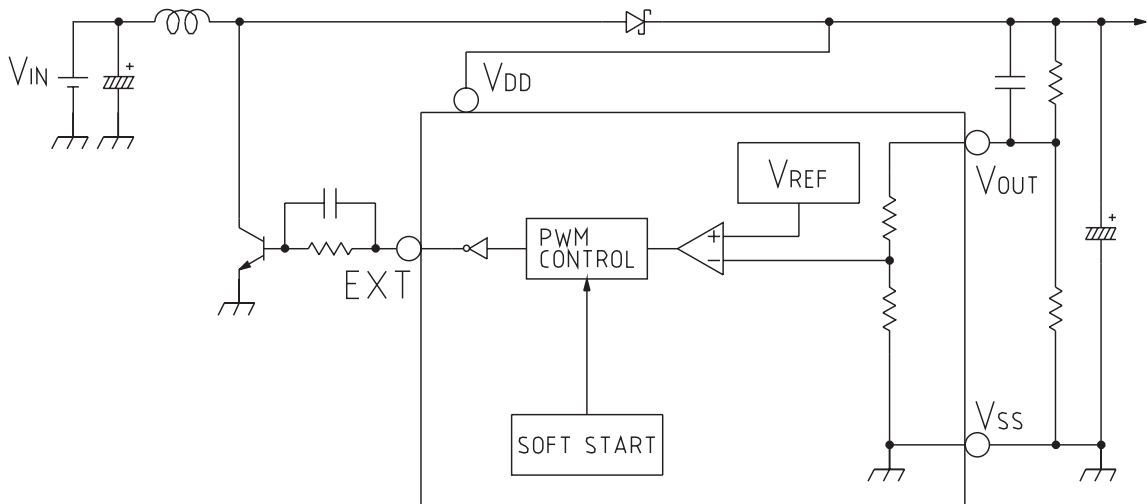 VIN
+
VDD
VREF
VOUT
+
PWM
CONTROL
+
−
EXT
VSS
SOFT START